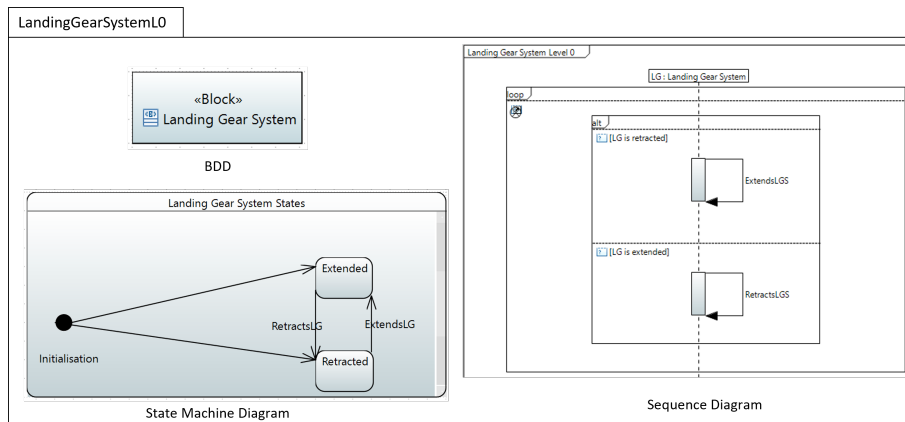 LandingGearSystemL0
«Block»
Landing Gear System
BDD
Landing Gear System States
Extended
RetractsLG
ExtendsLG
Initialisation
Retracted
State Machine Diagram
Landing Gear System Level 0
LG : Landing Gear System
loop
alt
[LG is retracted]
ExtendsLGS
[LG is extended]
RetractsLGS
Sequence Diagram